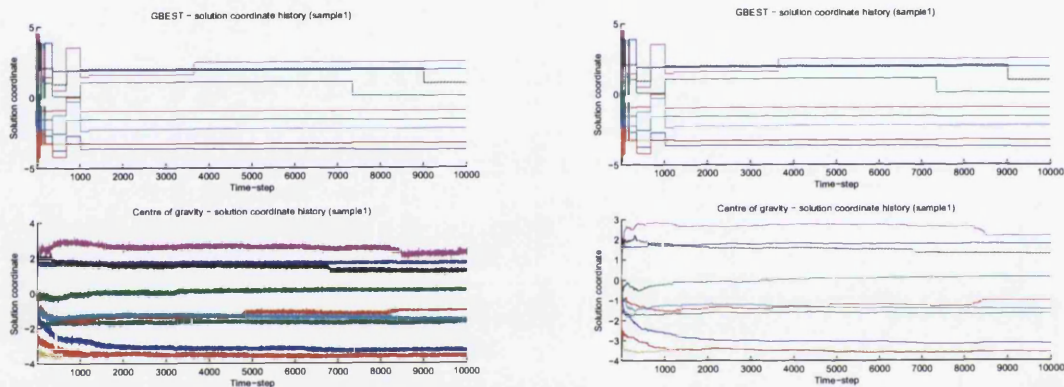 GBEST - solution coordinate history (sample1)
Solution coordinate
5
0
-5
1000 2000 3000 4000 5000 6000 7000 8000 9000 10000
Time-step
GBEST - solution coordinate history (sample1)
Solution coordinate
5
0
-5
1000 2000 3000 4000 5000 6000 7000 8000 9000 10000
Time-step
Centre of gravity - solution coordinate history (sample1)
Solution coordinate
4
2
0
-2
-4
1000 2000 3000 4000 5000 6000 7000 8000 9000 10000
Time-step
Centre of gravity - solution coordinate history (sample1)
Solution coordinate
3
2
1
0
-1
-2
-3
-4
1000 2000 3000 4000 5000 6000 7000 8000 9000 10000
Time-step